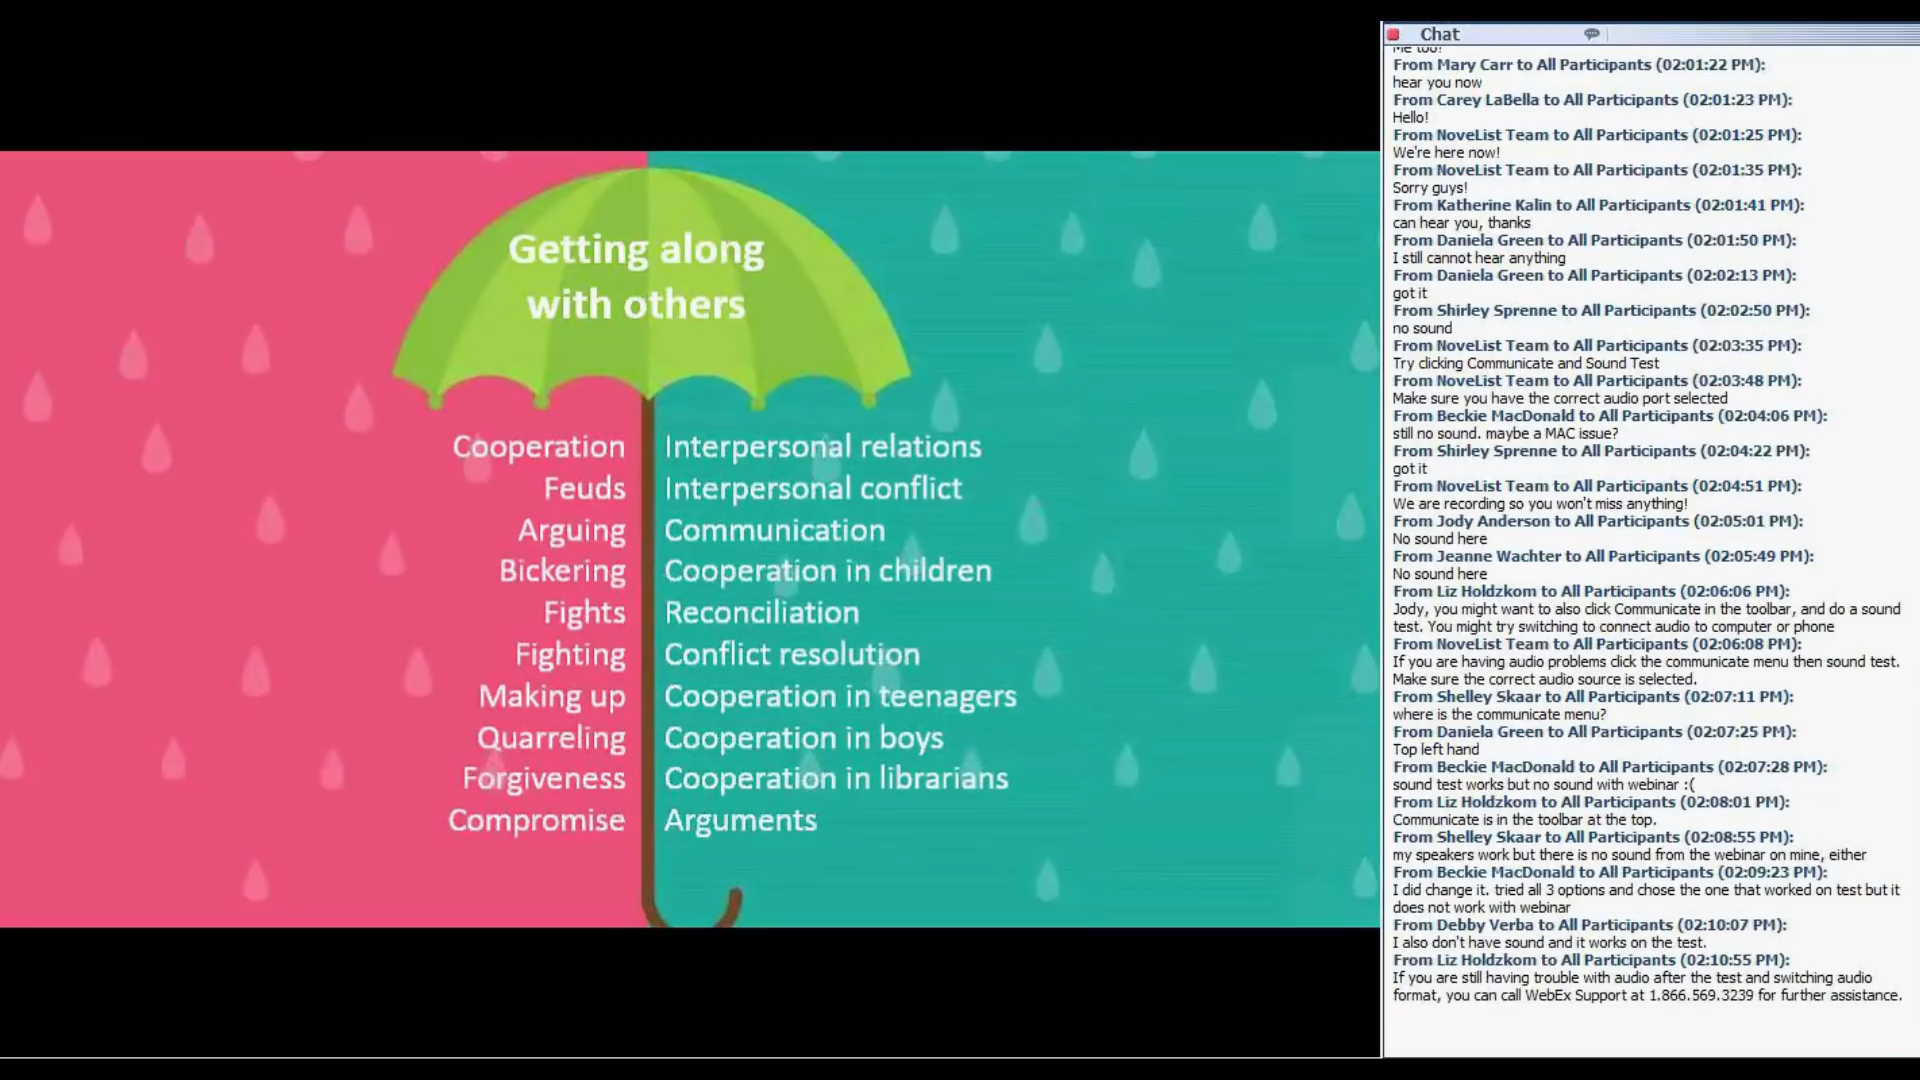 Getting along
with others
Cooperation
Feuds
Arguing
Bickering
Fights
Fighting
Making up
Quarreling
Forgiveness
Compromise
Interpersonal relations
Interpersonal conflict
Communication
Cooperation in children
Reconciliation
Conflict resolution
Cooperation in teenagers
Cooperation in boys
Cooperation in librarians
Arguments
Chat
Me too!
From Mary Carr to All Participants (02:01:22 PM):
hear you now
From Carey LaBella to All Participants (02:01:23 PM):
Hello!
From NoveList Team to All Participants (02:01:25 PM):
We're here now!
From NoveList Team to All Participants (02:01:35 PM):
Sorry guys!
From Katherine Kalin to All Participants (02:01:41 PM):
can hear you, thanks
From Daniela Green to All Participants (02:01:50 PM):
I still cannot hear anything
From Daniela Green to All Participants (02:02:13 PM):
got it
From Shirley Sprenne to All Participants (02:02:50 PM):
no sound
From NoveList Team to All Participants (02:03:35 PM):
Try clicking Communicate and Sound Test
From NoveList Team to All Participants (02:03:48 PM):
Make sure you have the correct audio port selected
From Beckie MacDonald to All Participants (02:04:06 PM):
still no sound. maybe a MAC issue?
From Shirley Sprenne to All Participants (02:04:22 PM):
got it
From NoveList Team to All Participants (02:04:51 PM):
We are recording so you won't miss anything!
From Jody Anderson to All Participants (02:05:01 PM):
No sound here
From Jeanne Wachter to All Participants (02:05:49 PM):
No sound here
From Liz Holdzkom to All Participants (02:06:06 PM):
Jody, you might want to also click Communicate in the toolbar, and do a sound
test. You might try switching to connect audio to computer or phone
From NoveList Team to All Participants (02:06:08 PM):
If you are having audio problems click the communicate menu then sound test.
Make sure the correct audio source is selected.
From Shelley Skaar to All Participants (02:07:11 PM):
where is the communicate menu?
From Daniela Green to All Participants (02:07:25 PM):
Top left hand
From Beckie MacDonald to All Participants (02:07:28 PM):
sound test works but no sound with webinar :(
From Liz Holdzkom to All Participants (02:08:01 PM):
Communicate is in the toolbar at the top.
From Shelley Skaar to All Participants (02:08:55 PM):
my speakers work but there is no sound from the webinar on mine, either
From Beckie MacDonald to All Participants (02:09:23 PM):
I did change it. tried all 3 options and chose the one that worked on test but it
does not work with webinar
From Debby Verba to All Participants (02:10:07 PM):
I also don't have sound and it works on the test.
From Liz Holdzkom to All Participants (02:10:55 PM):
If you are still having trouble with audio after the test and switching audio
format, you can call WebEx Support at 1.866.569.3239 for further assistance.